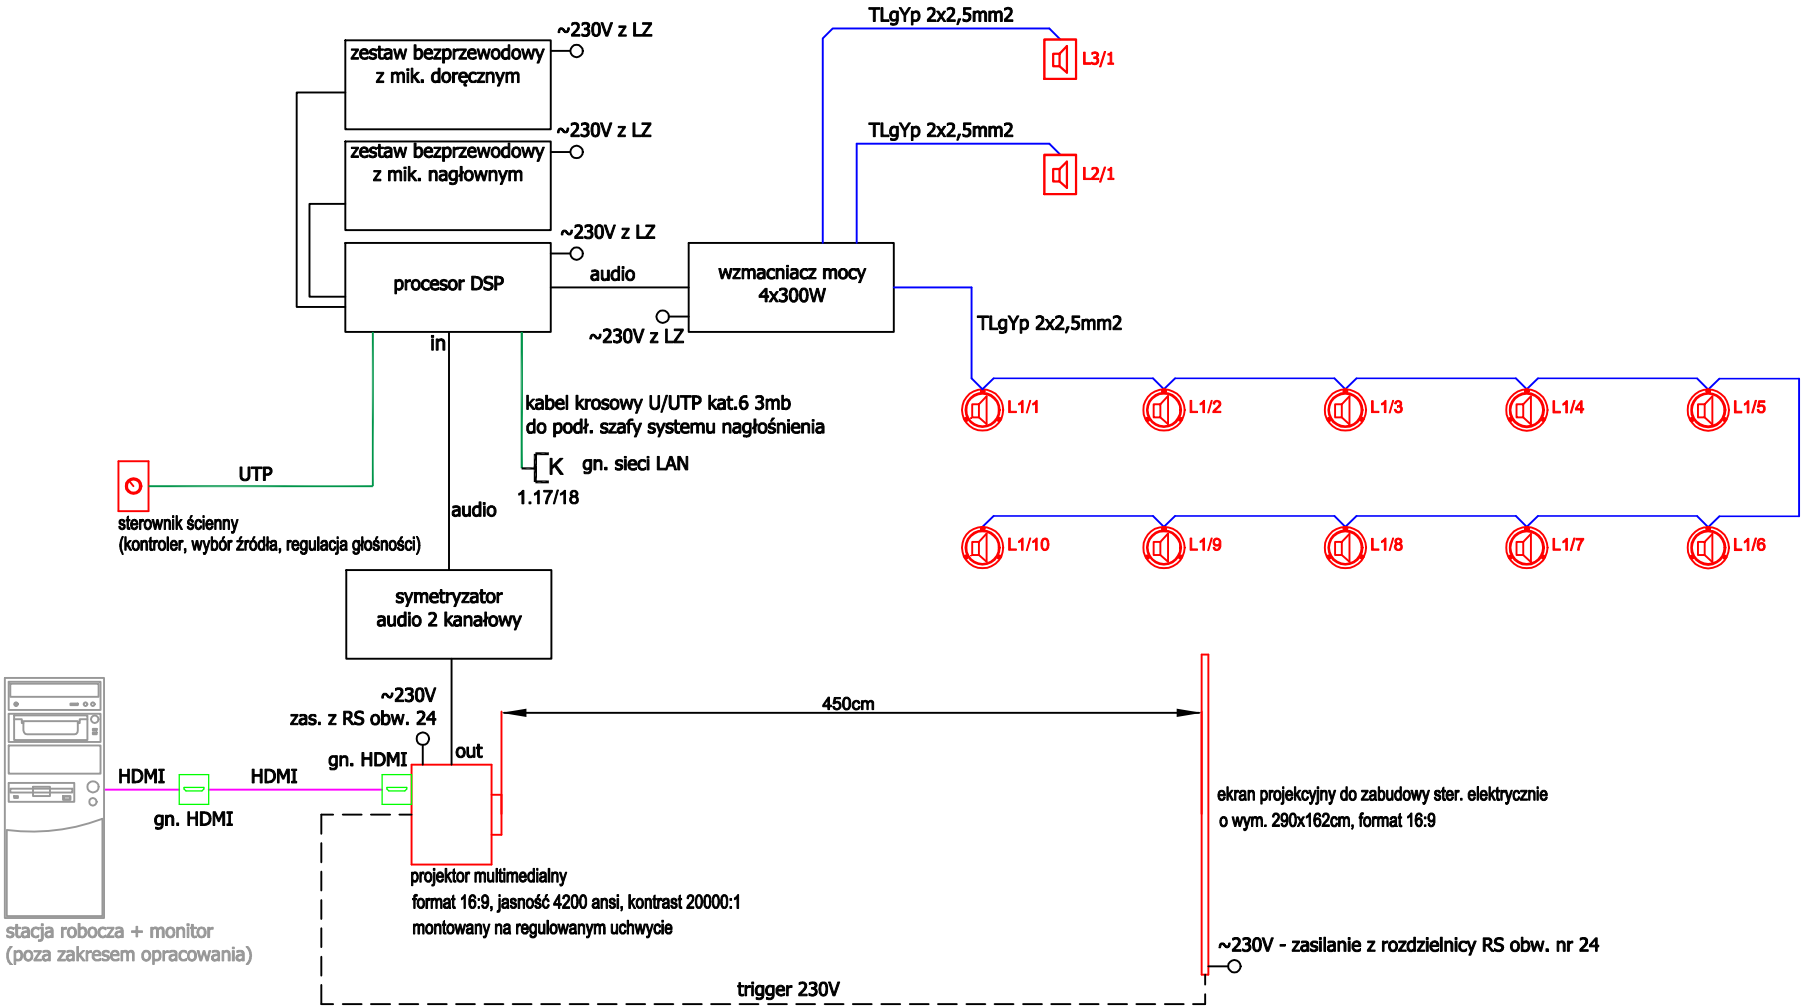 TLgYp 2x2,5mm2
~230V z LZ
zestaw bezprzewodowy
z mik. doręcznym
L3/1
~230V z LZ
TLgYp 2x2,5mm2
zestaw bezprzewodowy
z mik. nagłownym
L2/1
~230V z LZ
procesor DSP
audio
wzmacniacz mocy
4x300W
~230V z LZ
TLgYp 2x2,5mm2
in
kabel krosowy U/UTP kat.6 3mb
do podł. szafy systemu nagłośnienia
K gn. sieci LAN
1.17/18
L1/1
L1/2
L1/3
L1/4
L1/5
UTP
audio
sterownik ścienny
(kontroler, wybór źródła, regulacja głośności)
L1/10
L1/9
L1/8
L1/7
L1/6
symetryzator
audio 2 kanałowy
~230V
zas. z RS obw. 24
450cm
out
gn. HDMI
HDMI
HDMI
gn. HDMI
ekran projekcyjny do zabudowy ster. elektrycznie
o wym. 290x162cm, format 16:9
projektor multimedialny
format 16:9, jasność 4200 ansi, kontrast 20000:1
montowany na regulowanym uchwycie
stacja robocza + monitor
(poza zakresem opracowania)
~230V - zasilanie z rozdzielnicy RS obw. nr 24
trigger 230V